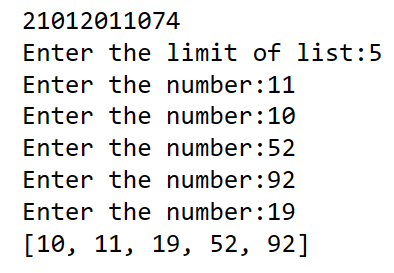 21012011074
Enter the limit of list:5
Enter the number:11
Enter the number:10
Enter the number:52
Enter the number:92
Enter the number:19
[10, 11, 19, 52, 92]